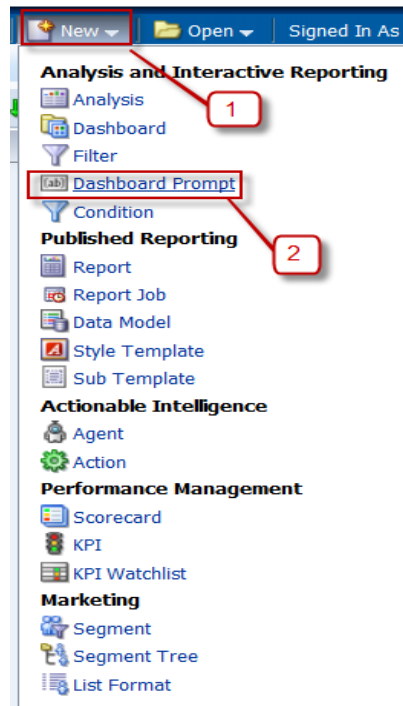 New Open Signed In As
Analysis and Interactive Reporting
Analysis
1
Dashboard
Filter
(ab) Dashboard Prompt
Condition
Published Reporting
2
Report
Report Job
Data Model
Style Template
Sub Template
Actionable Intelligence
Agent
Action
Performance Management
Scorecard
KPI
KPI Watchlist
Marketing
Segment
Segment Tree
List Format